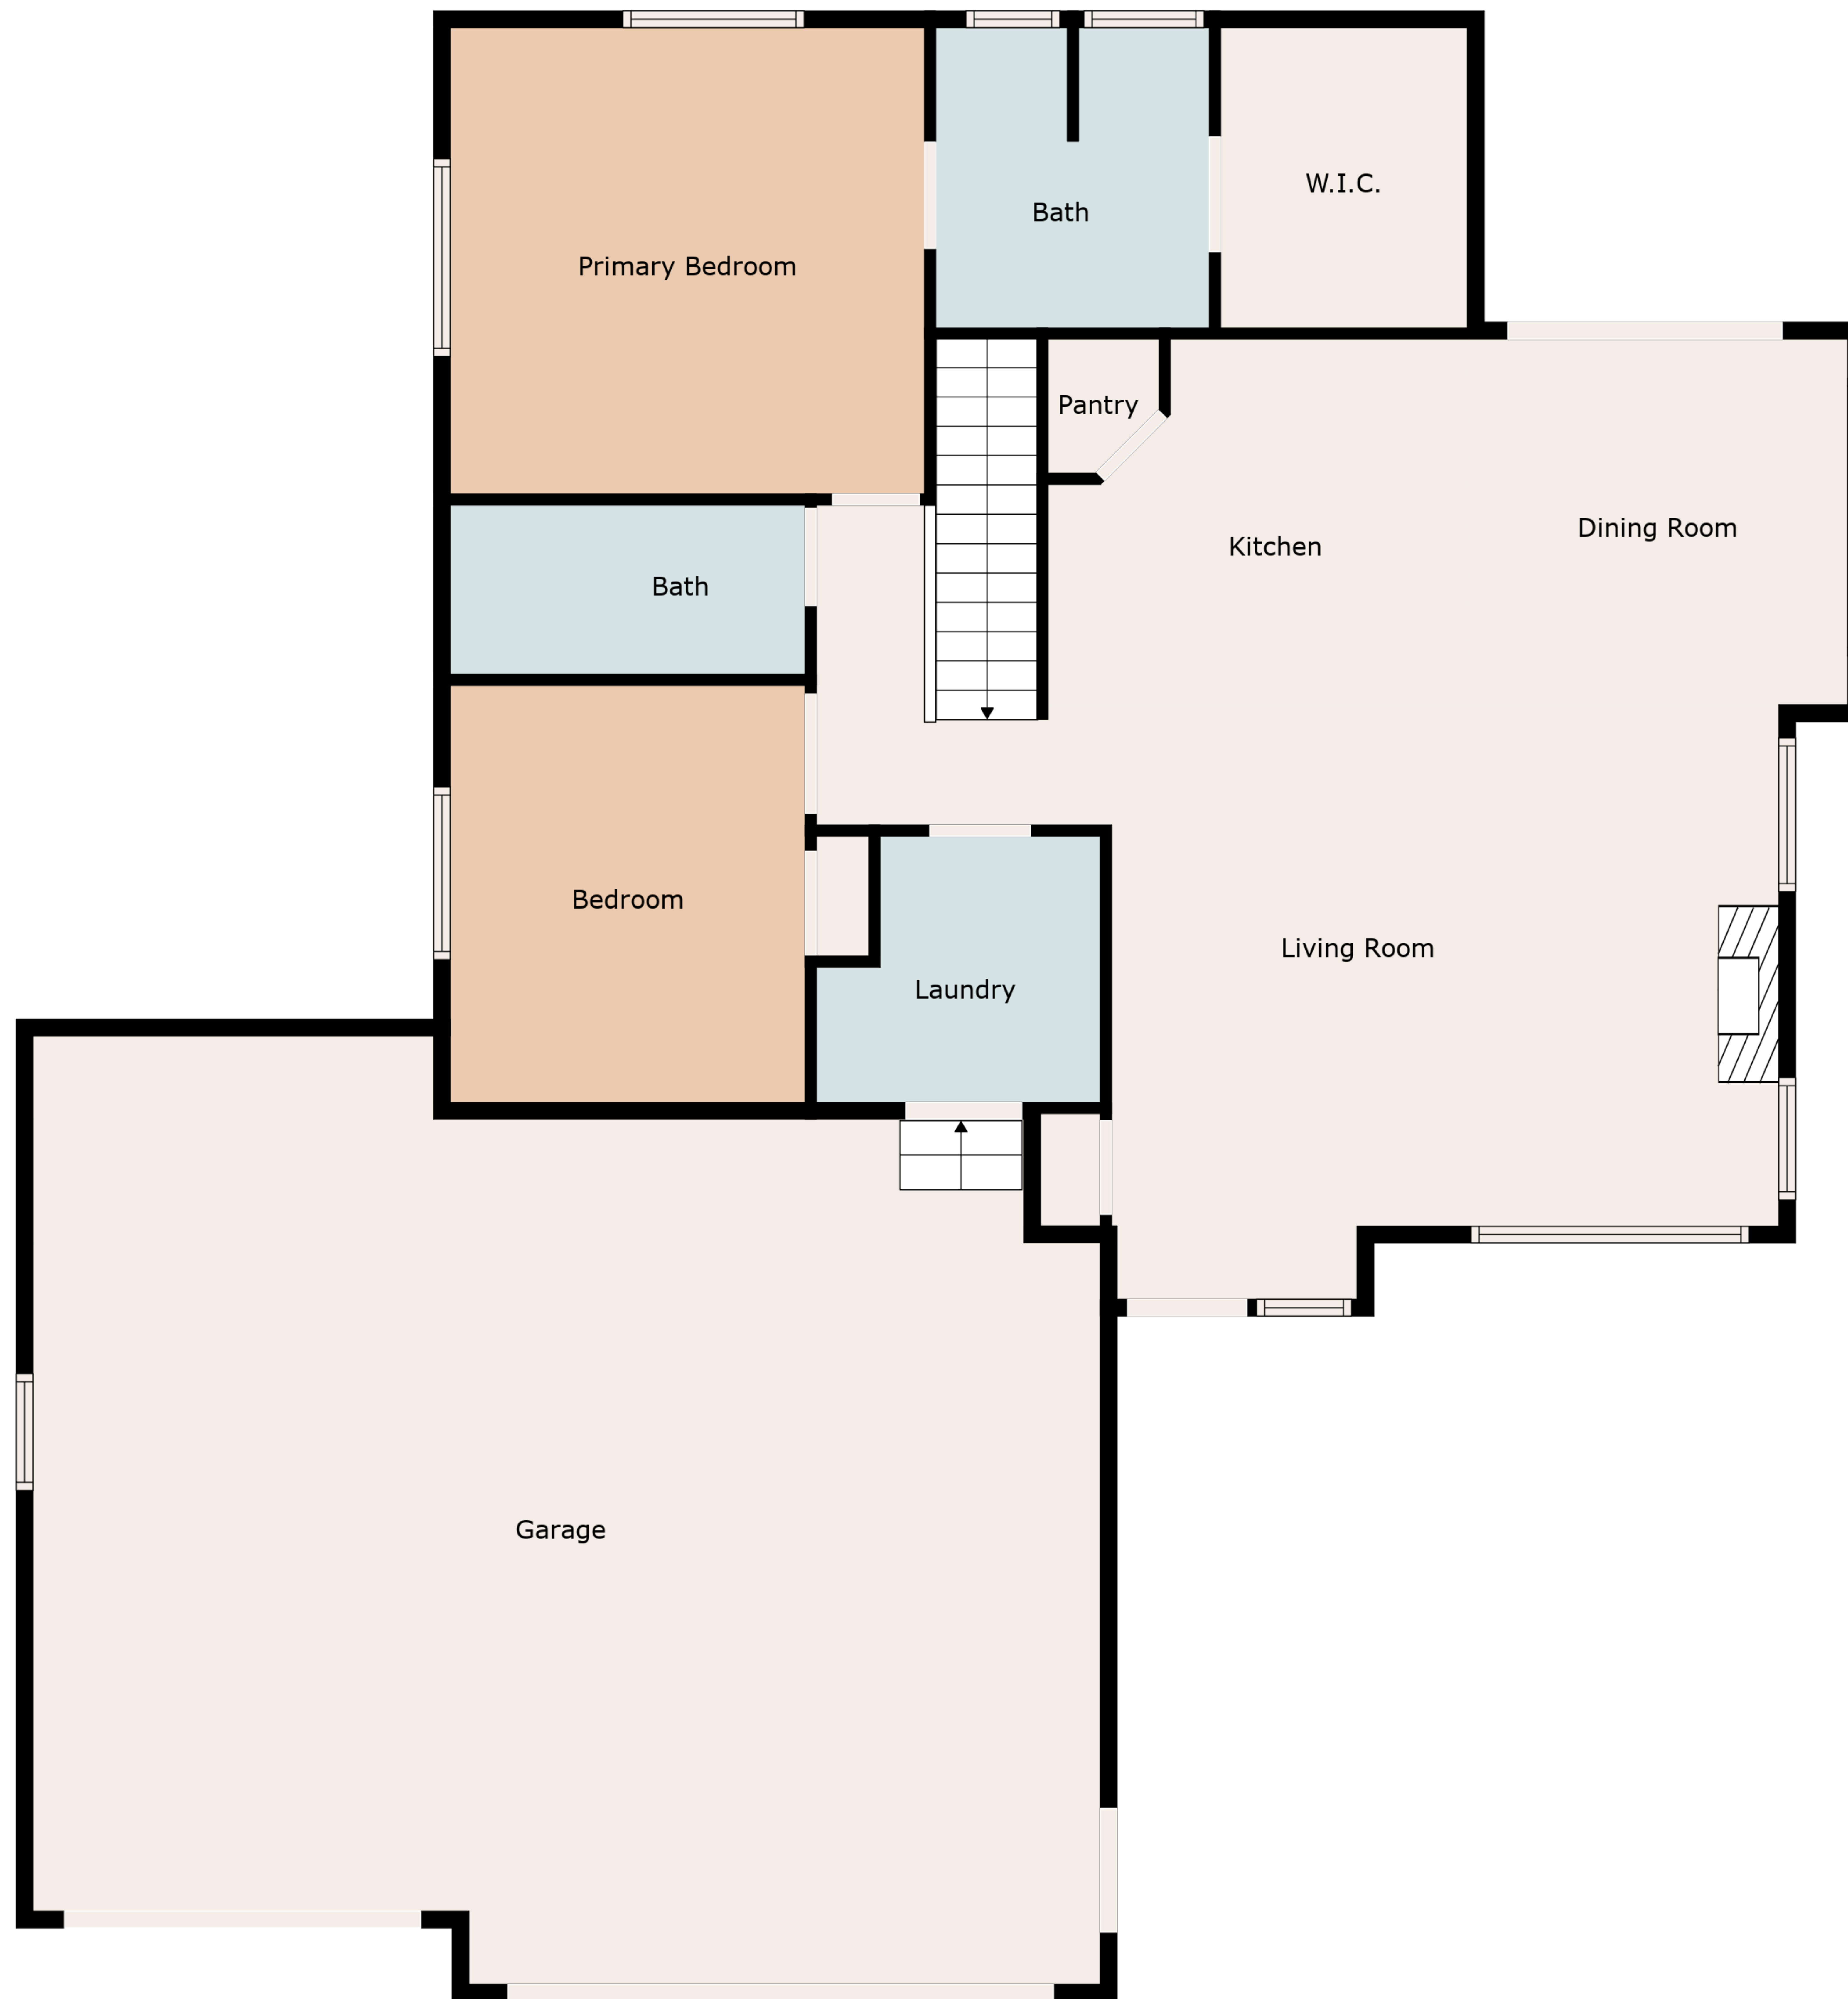 W.I.C.
Bath
Primary Bedroom
Pantry
Dining Room
Kitchen
Bath
Bedroom
Living Room
Laundry
Garage